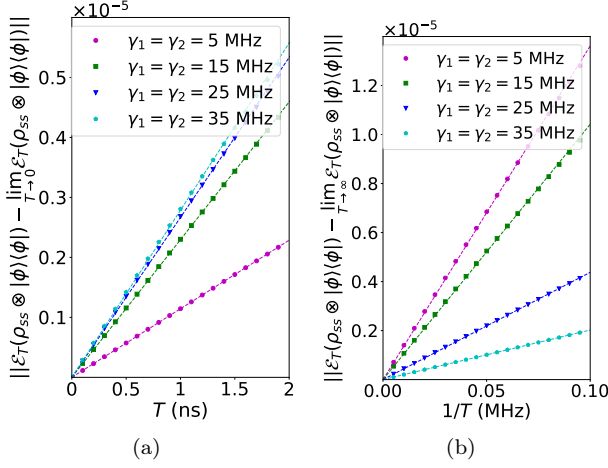 ×10⁻⁵
||ℰ_T(ρ_ss ⊗ |ϕ⟩⟨ϕ|) − lim_{T→0} ℰ_T(ρ_ss ⊗ |ϕ⟩⟨ϕ|)||
γ₁ = γ₂ = 5 MHz
γ₁ = γ₂ = 15 MHz
γ₁ = γ₂ = 25 MHz
γ₁ = γ₂ = 35 MHz
0.5
0.4
0.3
0.2
0.1
0 0.5 1.0 1.5 2
T (ns)
(a)
×10⁻⁵
||ℰ_T(ρ_ss ⊗ |ϕ⟩⟨ϕ|) − lim_{T→∞} ℰ_T(ρ_ss ⊗ |ϕ⟩⟨ϕ|)||
γ₁ = γ₂ = 5 MHz
γ₁ = γ₂ = 15 MHz
γ₁ = γ₂ = 25 MHz
γ₁ = γ₂ = 35 MHz
1.2
1.0
0.8
0.6
0.4
0.2
0.00 0.05 0.10
1/T (MHz)
(b)